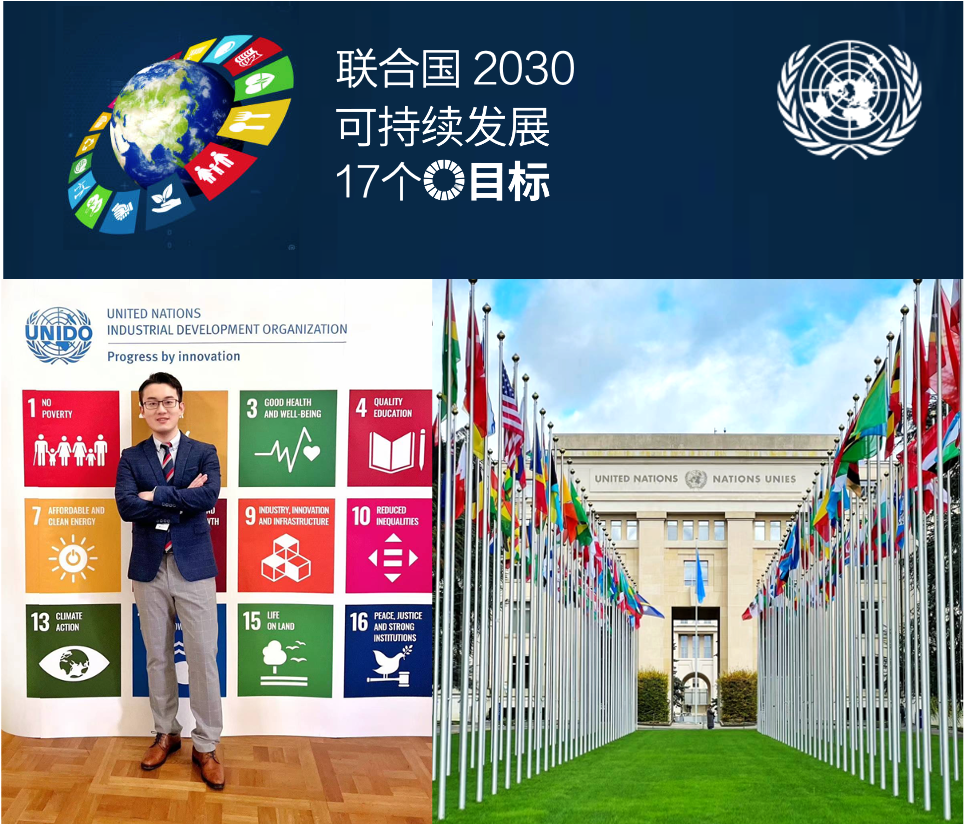 联合国 2030
可持续发展
17个目标
UNIDO
UNITED NATIONS
INDUSTRIAL DEVELOPMENT ORGANIZATION
Progress by innovation
1 NO
POVERTY
3 GOOD HEALTH
AND WELL-BEING
4 QUALITY
EDUCATION
7 AFFORDABLE AND
CLEAN ENERGY
9 INDUSTRY, INNOVATION
AND INFRASTRUCTURE
10 REDUCED
INEQUALITIES
13 CLIMATE
ACTION
15 LIFE
ON LAND
16 PEACE, JUSTICE
AND STRONG
INSTITUTIONS
UNITED NATIONS NATIONS UNIES